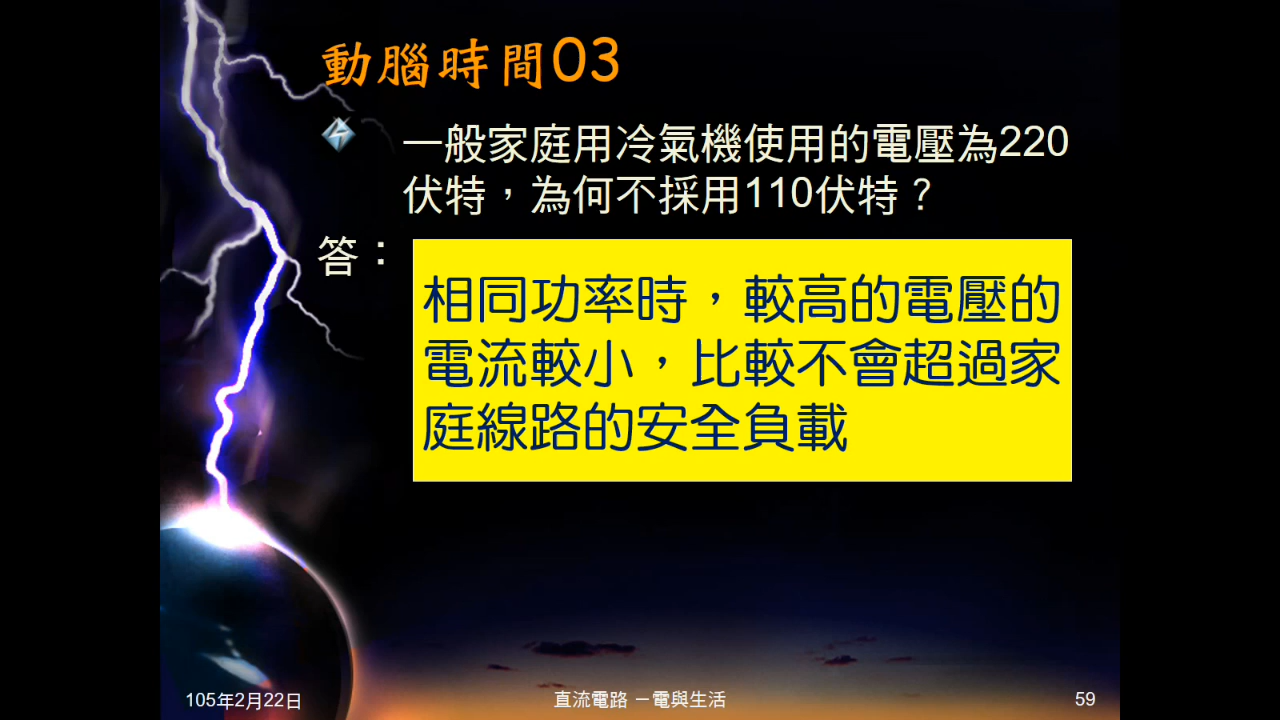 動腦時間03
一般家庭用冷氣機使用的電壓為220
伏特，為何不採用110伏特？
答：
相同功率時，較高的電壓的
電流較小，比較不會超過家
庭線路的安全負載
105年2月22日
直流電路 －電與生活
59